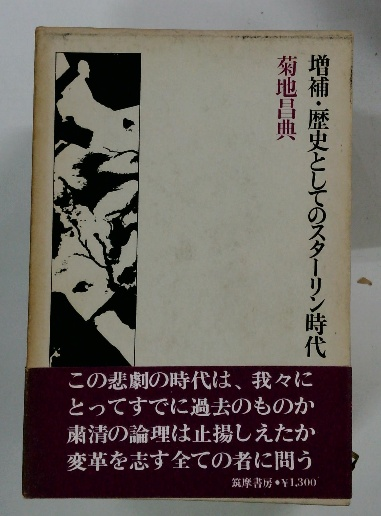 増補・歴史としてのスターリン時代
菊地昌典
この悲劇の時代は、我々に
とってすでに過去のものか
粛清の論理は止揚しえたか
変革を志す全ての者に問う
筑摩書房•¥1,300